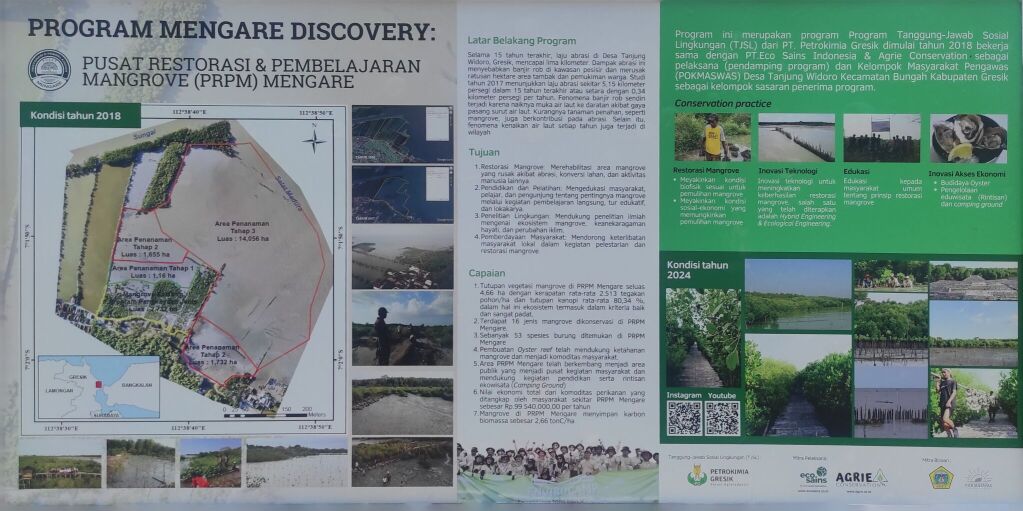 PROGRAM MENGARE DISCOVERY:
PUSAT RESTORASI & PEMBELAJARAN
MANGROVE (PRPM) MENGARE
Kondisi tahun 2018
112°38'40"E
112°38'50"E
Sungai
Area Penanaman
Tahap 3
Luas : 14,056 ha
Area Penanaman
Tahap 2
Luas : 1,655 ha
Area Penanaman Tahap 1
Luas : 1,16 ha
Area Penanaman
Tahap 2
Luas : 1,732 ha
GRESIK
LAMONGAN
BANGKALAN
SURABAYA
150 200
Meters
112°38'30"E
112°38'40"E
112°38'50"E
Latar Belakang Program
Selama 15 tahun terakhir, laju abrasi di Desa Tanjung
Widoro, Gresik, mencapai lima kilometer. Dampak abrasi ini
menyebabkan banjir rob di kawasan pesisir dan merusak
ratusan hektare area tambak dan pemukiman warga. Studi
tahun 2017 menunjukkan laju abrasi sekitar 5,15 kilometer
persegi dalam 15 tahun terakhir atau setara dengan 0,34
kilometer persegi per tahun. Fenomena banjir rob sendiri
terjadi karena naiknya muka air laut ke daratan akibat gaya
pasang surut air laut. Kurangnya tanaman penahan, seperti
mangrove, juga berkontribusi pada abrasi. Selain itu,
fenomena kenaikan air laut setiap tahun juga terjadi di
wilayah
Tujuan
1. Restorasi Mangrove: Merehabilitasi area mangrove
yang rusak akibat abrasi, konversi lahan, dan aktivitas
manusia lainnya
2. Pendidikan dan Pelatihan: Mengedukasi masyarakat,
pelajar, dan pengunjung tentang pentingnya mangrove
melalui kegiatan pembelajaran, tur edukatif, dan
lokakarya.
3. Penelitian Lingkungan: Mendukung penelitian ilmiah
mengenai ekosistem mangrove, keanekaragaman
hayati, dan perubahan iklim,
4. Pemberdayaan Masyarakat: Mendorong keterlibatan
masyarakat lokal dalam kegiatan pelestarian dan
restorasi mangrove.
Capaian
1. Tutupan vegetasi mangrove di PRPM Mengare seluas
4,66 ha dengan kerapatan rata-rata 2.513 tegakan
pohon/ha dan tutupan kanopi rata-rata 80,34 %,
dalam hal ini ekosistem termasuk dalam kriteria baik
dan sangat padat.
2. Terdapat 16 jenis mangrove dikonservasi di PRPM
Mengare.
3. Sebanyak 53 spesies burung ditemukan di PRPM
Mengare
4. Pembuatan Oyster reef telah mendukung ketahanan
mangrove dan menjadi komoditas masyarakat.
5. Area PRPM Mengare telah berkembang menjadi area
publik yang menjadi pusat kegiatan masyarakat dan
mendukung kegiatan pendidikan serta rintisan
ekowisata (Camping Ground)
6. Nilai ekonomi total dari komoditas perikanan yang
ditangkap oleh masyarakat sekitar PRPM Mengare
sebesar Rp.99.540.000,00 per tahun
7. Mangrove di PRPM Mengare menyimpan karbon
biomassa sebesar 2,66 tonC/ha
Program ini merupakan program Program Tanggung-Jawab Sosial
Lingkungan (TJSL) dari PT. Petrokimia Gresik dimulai tahun 2018 bekerja
sama dengan PT.Eco Sains Indonesia & Agrie Conservation sebagai
pelaksana (pendamping program) dan Kelompok Masyarakat Pengawas
(POKMASWAS) Desa Tanjung Widoro Kecamatan Bungah Kabupaten Gresik
sebagai kelompok sasaran penerima program.
Conservation practice
Restorasi Mangrove
• Meyakinkan kondisi
biofisik sesuai untuk
pemulihan mangrove
• Meyakinkan kondisi
sosial-ekonomi yang
memungkinkan
pemulihan mangrove
Inovasi Teknologi
Inovasi teknologi untuk
meningkatkan
keberhasilan restorasi
mangrove, salah satu
yang telah diterapkan
adalah Hybrid Engineering
& Ecological Engineering.
Edukasi
Edukasi kepada
masyarakat umum
tentang prinsip restorasi
mangrove
Inovasi Akses Ekonomi
• Budidaya Oyster
• Pengelolaan
eduwisata (Rintisan)
dan camping ground
Kondisi tahun
2024
Instagram Youtube
Tanggung-Jawab Sosial Lingkungan (TJSL):
PETROKIMIA
GRESIK
Mitra Pelaksana:
eco
sains
AGRIE
CONSERVATION
Mitra Binaan: